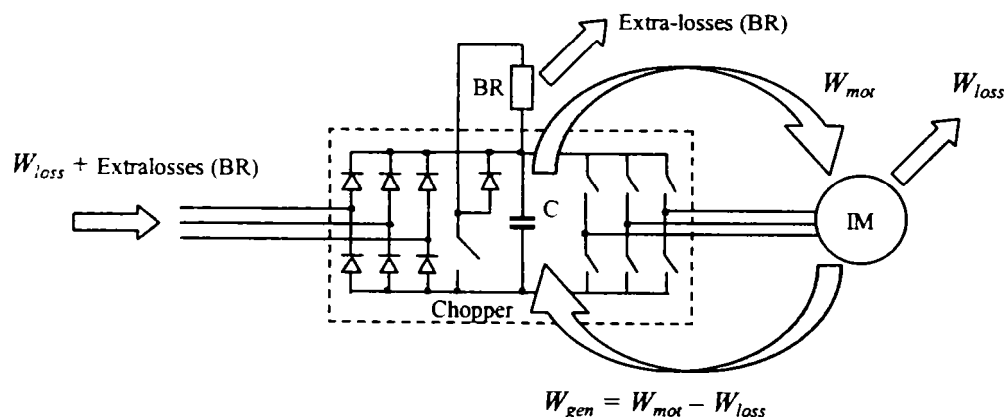 Extra-losses (BR)
BR
W_mot
W_loss
W_loss + Extralosses (BR)
C
IM
Chopper
W_gen = W_mot − W_loss